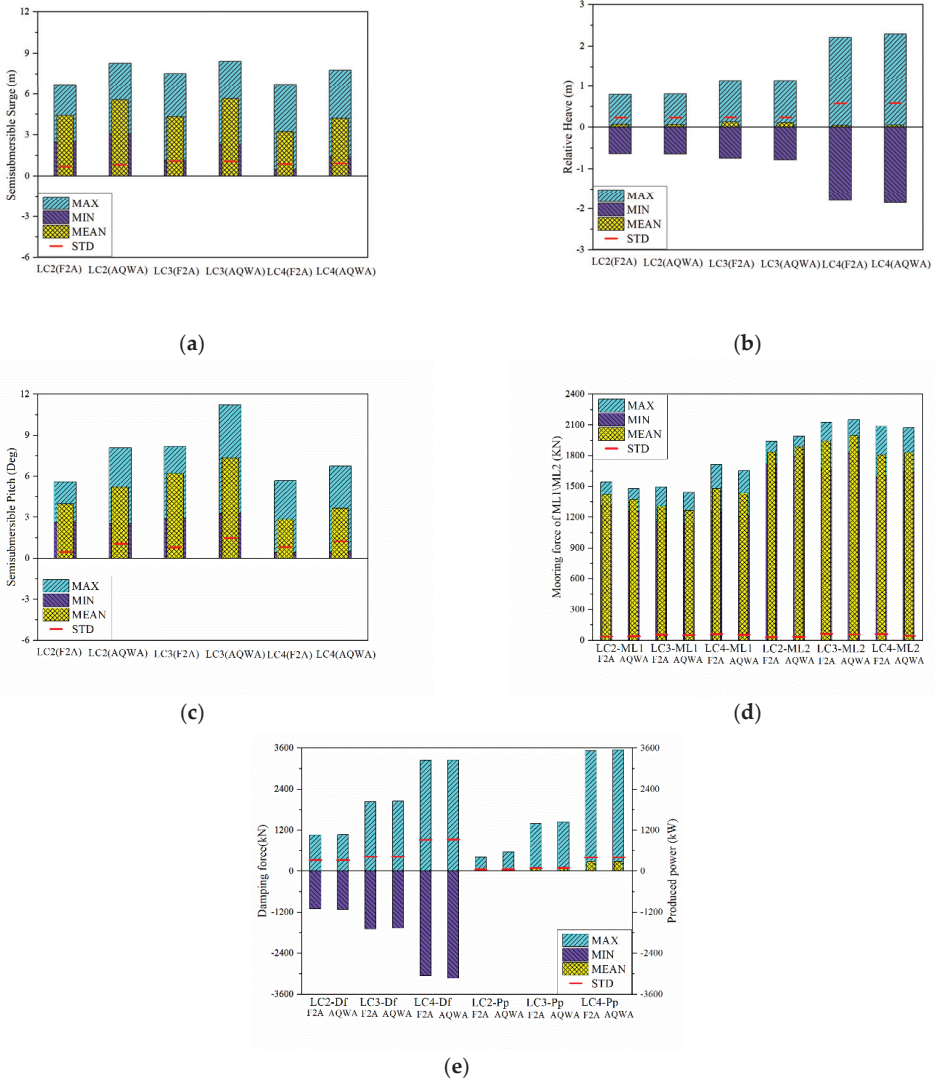 12
9
6
3
0
-3
-6
Semisubmersible Surge (m)
MAX
MIN
MEAN
STD
LC2(F2A) LC2(AQWA) LC3(F2A) LC3(AQWA) LC4(F2A) LC4(AQWA)
(a)
3
2
1
0
-1
-2
-3
Relative Heave (m)
MAX
MIN
MEAN
STD
LC2(F2A) LC2(AQWA) LC3(F2A) LC3(AQWA) LC4(F2A) LC4(AQWA)
(b)
12
9
6
3
0
-3
-6
Semisubmersible Pitch (Deg)
MAX
MIN
MEAN
STD
LC2(F2A) LC2(AQWA) LC3(F2A) LC3(AQWA) LC4(F2A) LC4(AQWA)
(c)
2400
2100
1800
1500
1200
900
600
300
0
Mooring force of ML1\ML2 (KN)
MAX
MIN
MEAN
STD
LC2-ML1 LC3-ML1 LC4-ML1 LC2-ML2 LC3-ML2 LC4-ML2
F2A AQWA F2A AQWA F2A AQWA F2A AQWA F2A AQWA F2A AQWA
(d)
3600
2400
1200
0
-1200
-2400
-3600
Damping force(kN)
3600
2400
1200
0
-1200
-2400
-3600
Produced power (kW)
MAX
MIN
MEAN
STD
LC2-Df LC3-Df LC4-Df LC2-Pp LC3-Pp LC4-Pp
F2A AQWA F2A AQWA F2A AQWA F2A AQWA F2A AQWA F2A AQWA
(e)